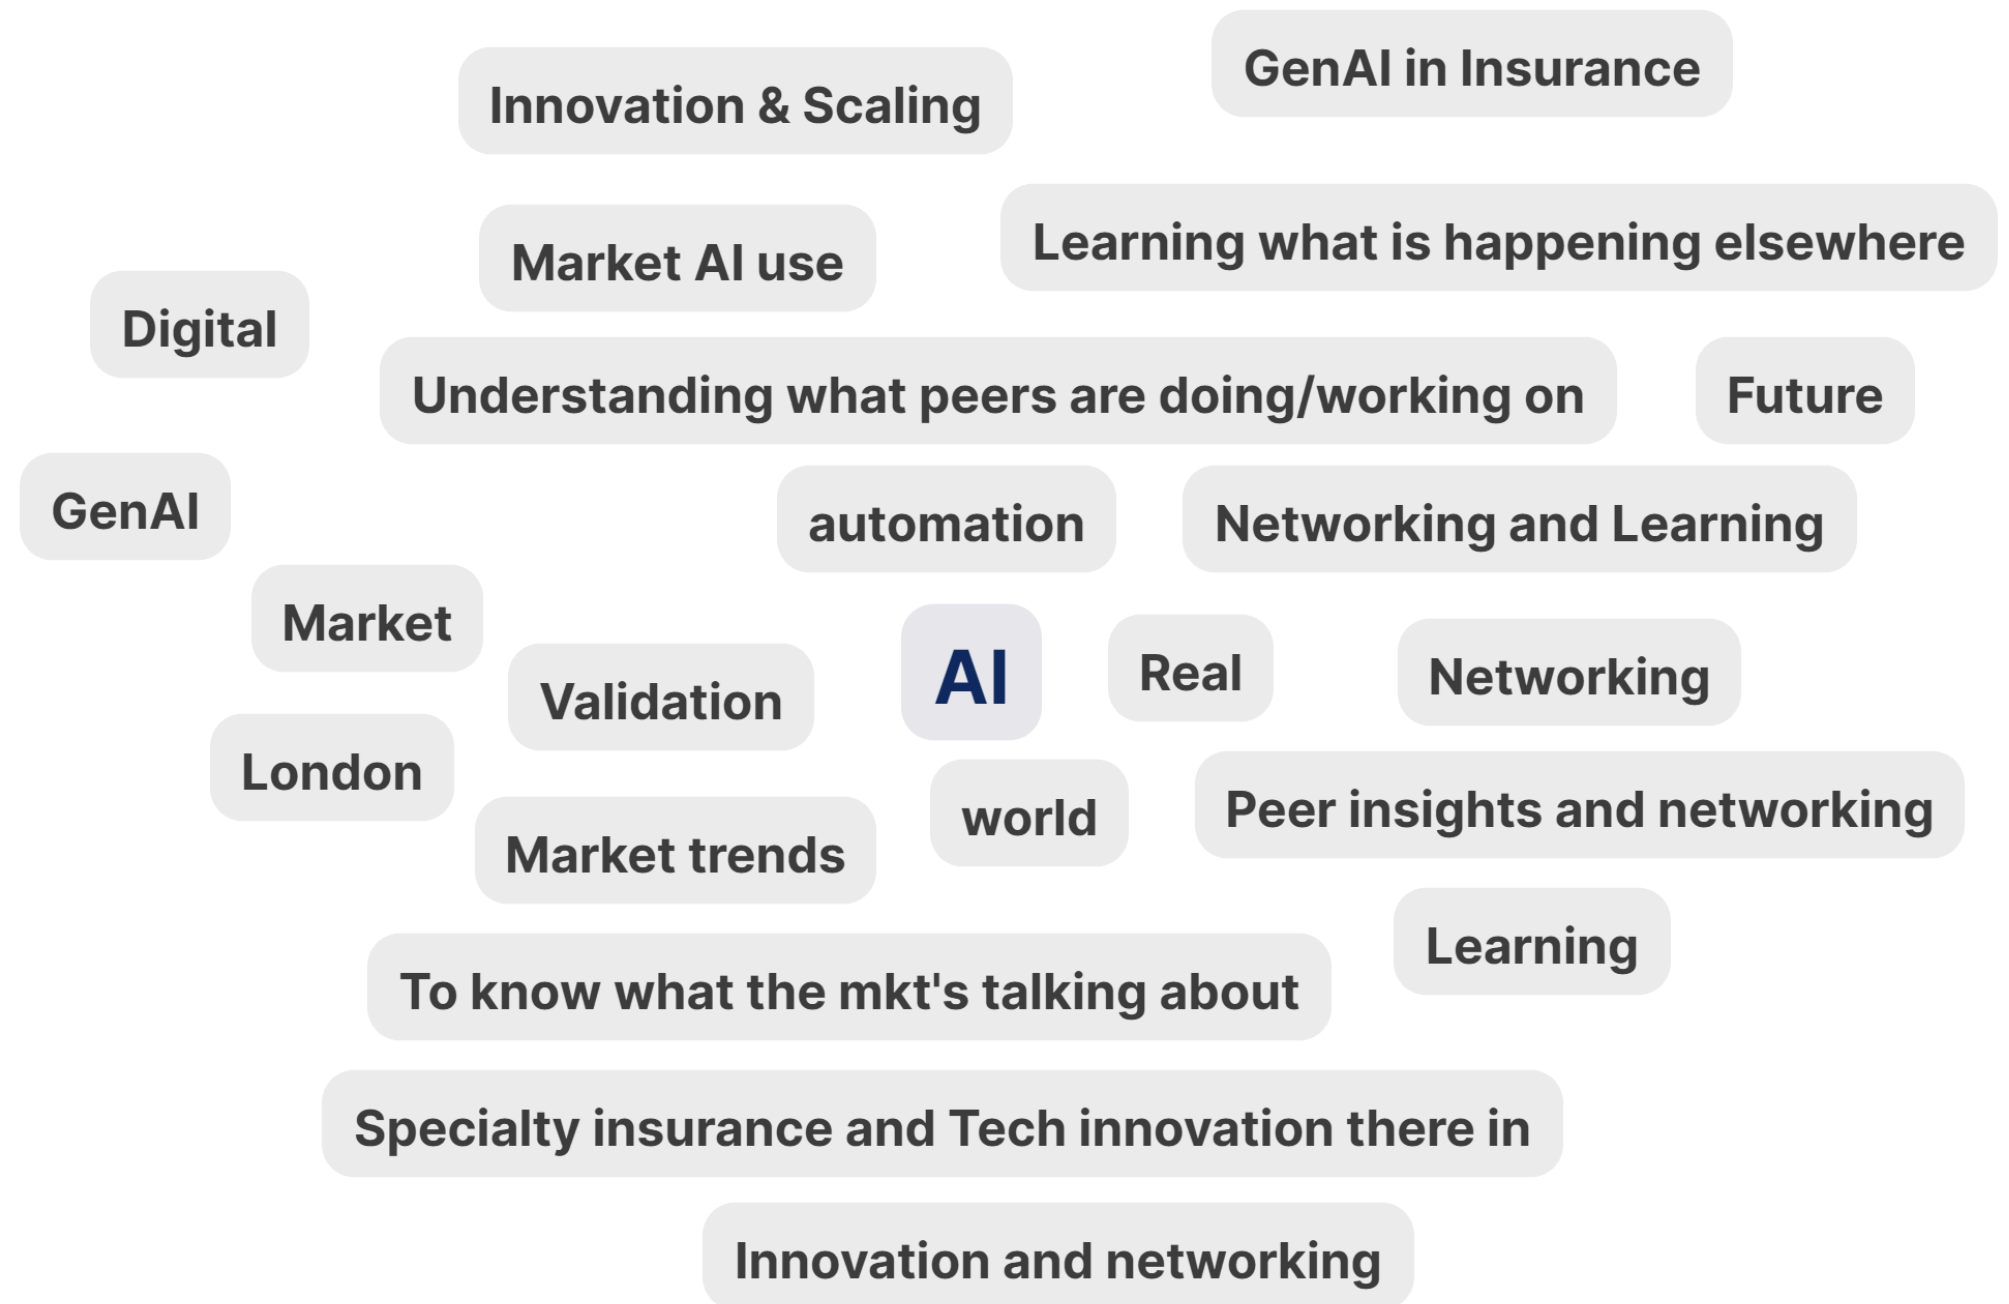 GenAI in Insurance
Innovation & Scaling
Learning what is happening elsewhere
Market AI use
Digital
Understanding what peers are doing/working on
Future
GenAI
automation
Networking and Learning
Market
AI
Real
Networking
Validation
London
world
Peer insights and networking
Market trends
Learning
To know what the mkt's talking about
Specialty insurance and Tech innovation there in
Innovation and networking